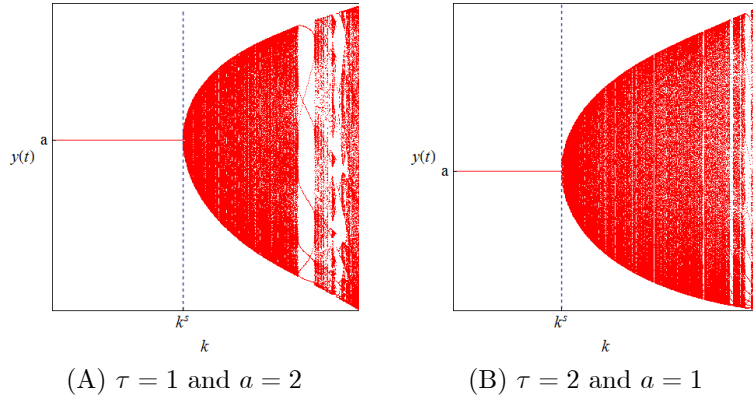 y(t)
a
k^s
k
(A) τ = 1 and a = 2
y(t)
a
k^s
k
(B) τ = 2 and a = 1